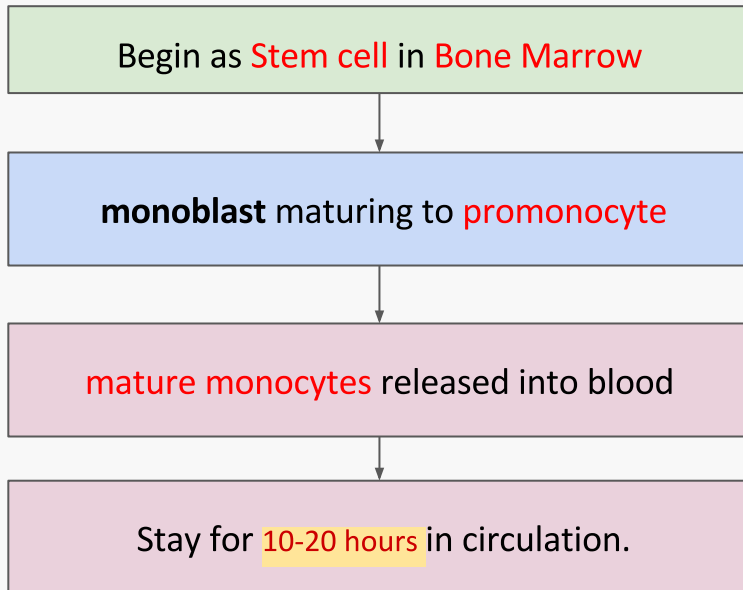 Begin as Stem cell in Bone Marrow
monoblast maturing to promonocyte
mature monocytes released into blood
Stay for 10-20 hours in circulation.